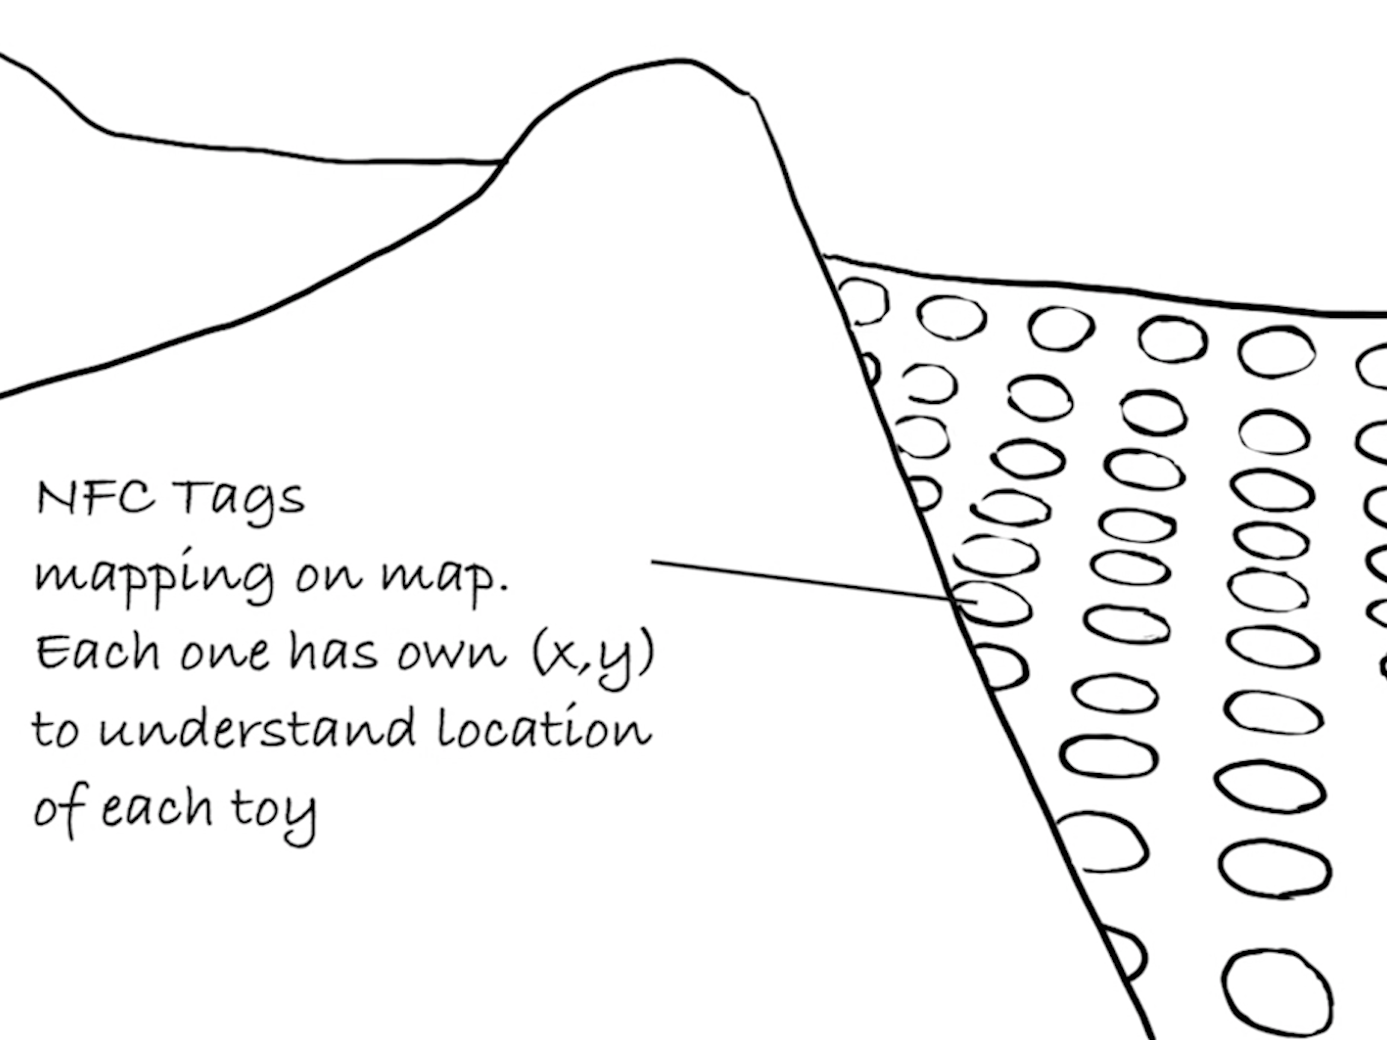 NFC Tags
mapping on map.
Each one has own (x,y)
to understand location
of each toy